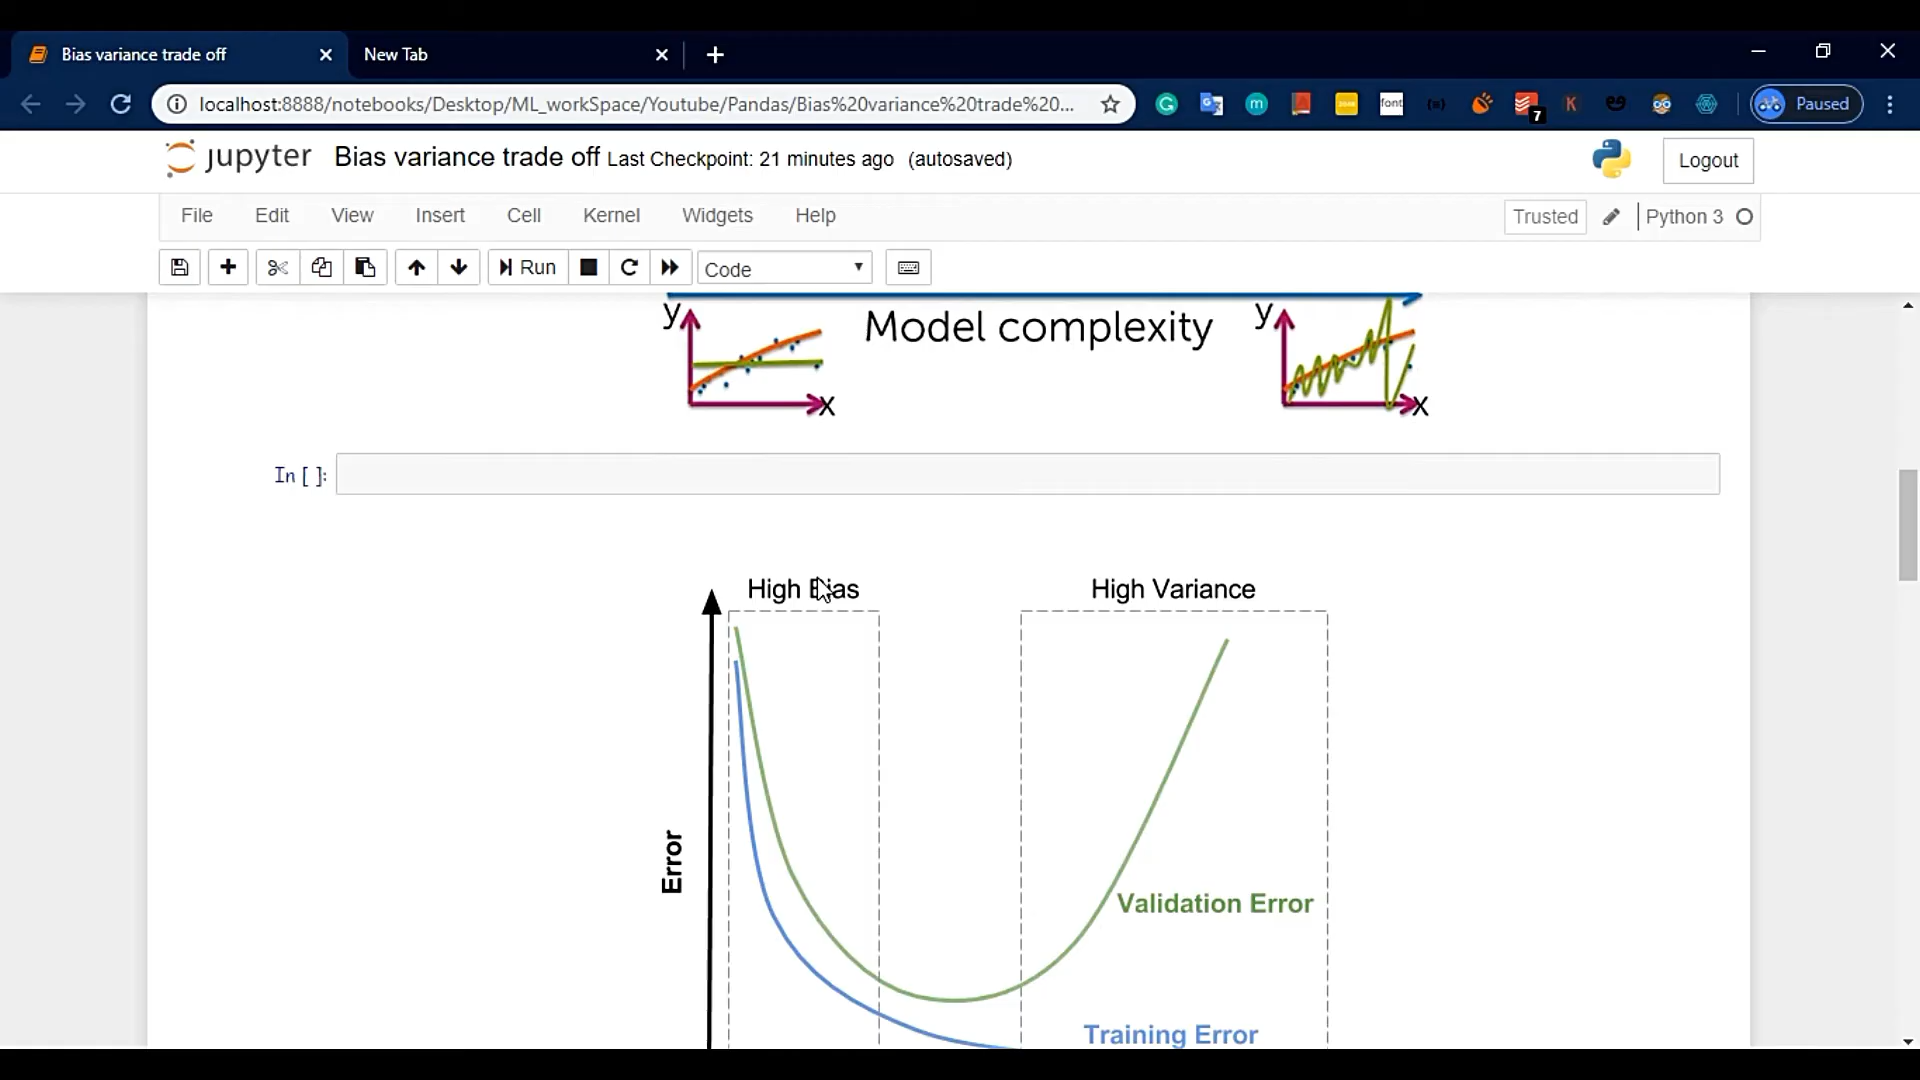 Bias variance trade off
New Tab
localhost:8888/notebooks/Desktop/ML_workSpace/Youtube/Pandas/Bias%20variance%20trade%20...
font
7
K
Paused
jupyter Bias variance trade off Last Checkpoint: 21 minutes ago (autosaved)
Logout
File Edit View Insert Cell Kernel Widgets Help
Trusted Python 3
Run
Code
y Model complexity y
x x
In [ ]:
High Bias High Variance
Error
Validation Error
Training Error